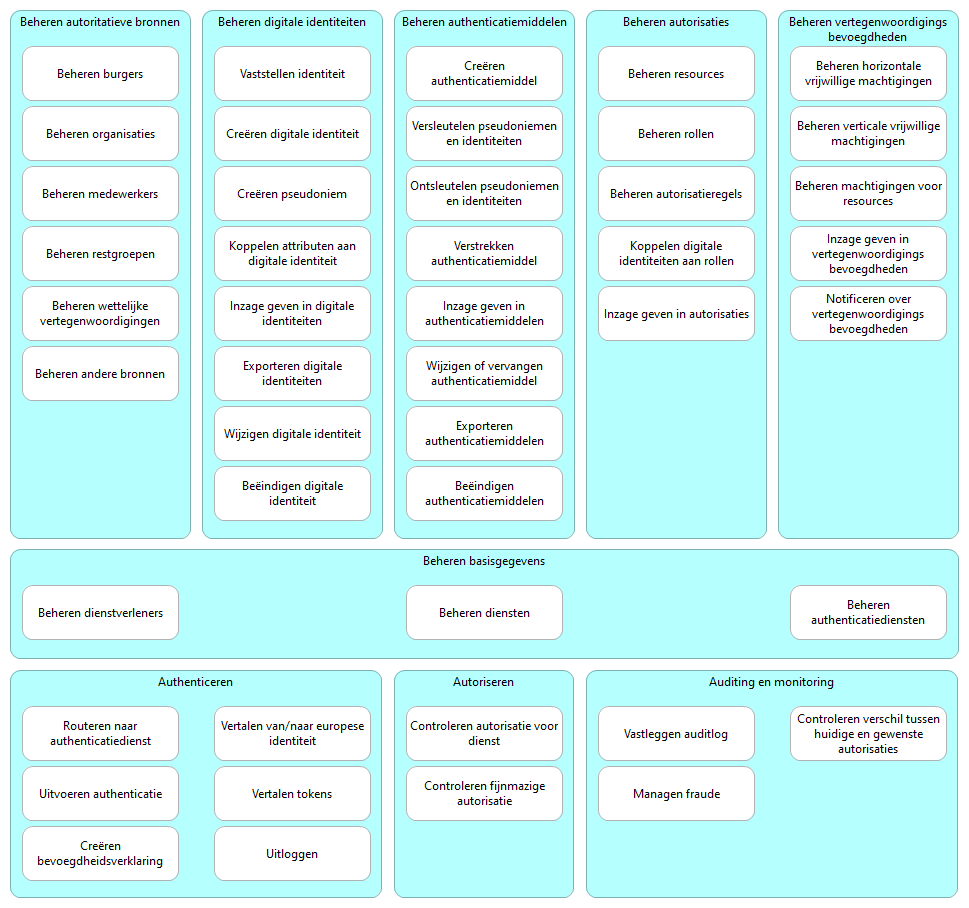 Beheren autoritatieve bronnen
Beheren burgers
Beheren organisaties
Beheren medewerkers
Beheren restgroepen
Beheren wettelijke
vertegenwoordigingen
Beheren andere bronnen
Beheren digitale identiteiten
Vaststellen identiteit
Creëren digitale identiteit
Creëren pseudoniem
Koppelen attributen aan
digitale identiteit
Inzage geven in digitale
identiteiten
Exporteren digitale
identiteiten
Wijzigen digitale identiteit
Beëindigen digitale
identiteit
Beheren authenticatiemiddelen
Creëren
authenticatiemiddel
Versleutelen pseudoniemen
en identiteiten
Ontsleutelen pseudoniemen
en identiteiten
Verstrekken
authenticatiemiddel
Inzage geven in
authenticatiemiddelen
Wijzigen of vervangen
authenticatiemiddel
Exporteren
authenticatiemiddelen
Beëindigen
authenticatiemiddelen
Beheren autorisaties
Beheren resources
Beheren rollen
Beheren autorisatieregels
Koppelen digitale
identiteiten aan rollen
Inzage geven in autorisaties
Beheren vertegenwoordigings
bevoegdheden
Beheren horizontale
vrijwillige machtigingen
Beheren verticale vrijwillige
machtigingen
Beheren machtigingen voor
resources
Inzage geven in
vertegenwoordigings
bevoegdheden
Notificeren over
vertegenwoordigings
bevoegdheden
Beheren basisgegevens
Beheren dienstverleners
Beheren diensten
Beheren
authenticatiediensten
Authenticeren
Routeren naar
authenticatiedienst
Uitvoeren authenticatie
Creëren
bevoegdheidsverklaring
Vertalen van/naar europese
identiteit
Vertalen tokens
Uitloggen
Autoriseren
Controleren autorisatie voor
dienst
Controleren fijnmazige
autorisatie
Auditing en monitoring
Vastleggen auditlog
Managen fraude
Controleren verschil tussen
huidige en gewenste
autorisaties